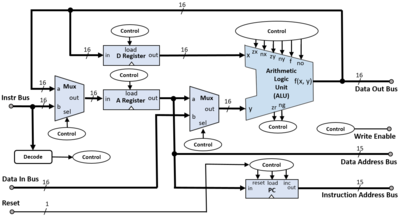 16
16
Control
Control
load
in D Register out
16
16
x
zx nx zy ny f no
f(x, y)
Arithmetic
Logic
Unit
(ALU)
16
Data Out Bus
Instr Bus
16
a Mux
b
sel
16
Control
load
in A Register out
16
a Mux
b
sel
16
y
zr ng
Control
Control
Control
Control
Write Enable
Decode
Control
15
Data Address Bus
Data In Bus
16
Control
reset load inc
in out
PC
15
Instruction Address Bus
Reset
1